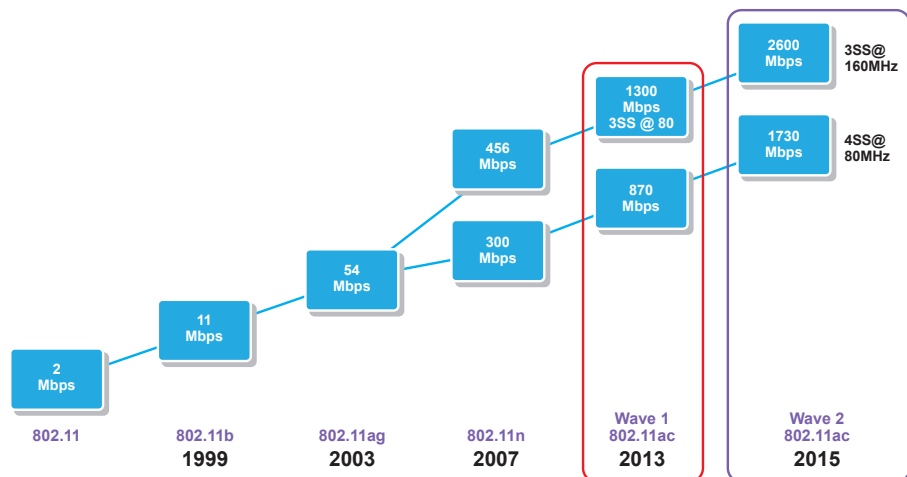 2600
Mbps
3SS@
160MHz
1300
Mbps
3SS @ 80
1730
Mbps
4SS@
80MHz
456
Mbps
870
Mbps
300
Mbps
54
Mbps
11
Mbps
2
Mbps
802.11
802.11b
1999
802.11ag
2003
802.11n
2007
Wave 1
802.11ac
2013
Wave 2
802.11ac
2015